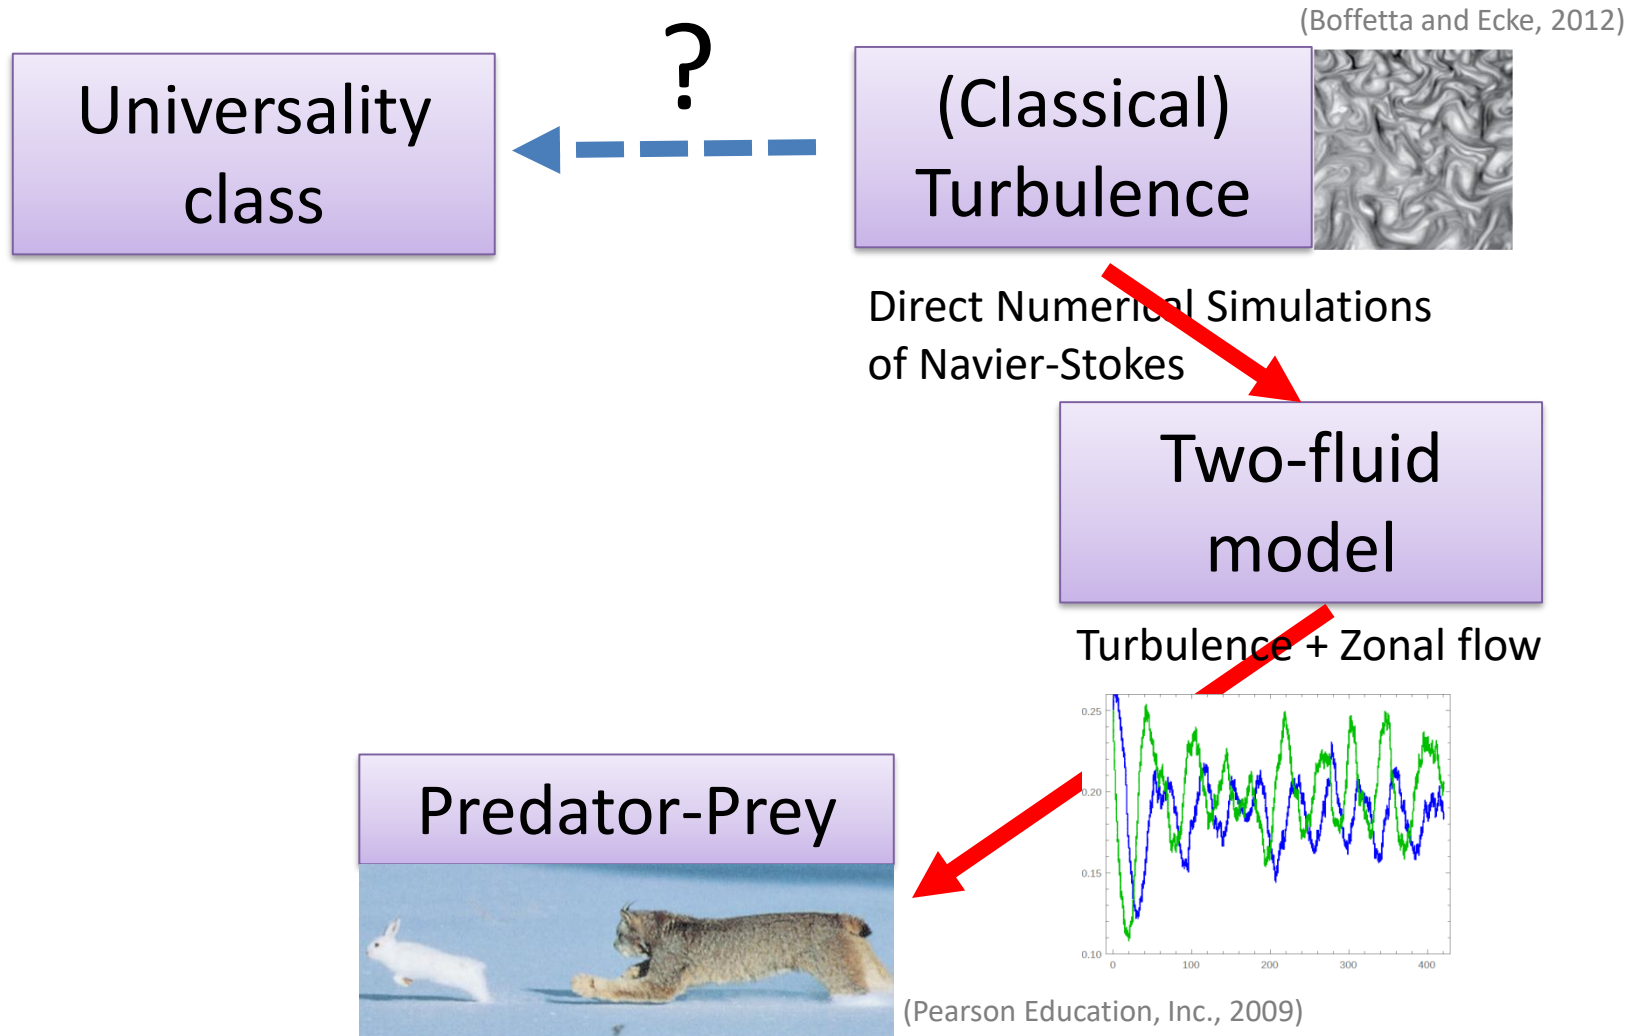 (Boffetta and Ecke, 2012)
?
Universality
class
(Classical)
Turbulence
Direct Numerical Simulations
of Navier-Stokes
Two-fluid
model
Turbulence + Zonal flow
0.25
0.20
0.15
0.10
0
100
200
300
400
Predator-Prey
(Pearson Education, Inc., 2009)